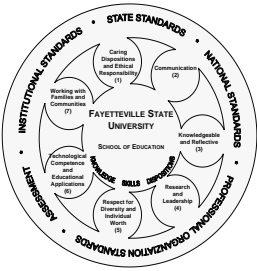 STATE STANDARDS
NATIONAL STANDARDS
PROFESSIONAL ORGANZIATION STANDARDS
ASSESSMENT
INSTITUTIONAL STANDARDS
Caring
Dispositions
and Ethical
Responsibility
(1)
Communication
(2)
Knowledgeable
and Reflective
(3)
Research
and
Leadership
(4)
Respect for
Diversity and
Individual
Worth
(5)
Technological
Competence
and
Educational
Applications
(6)
Working with
Families and
Communities
(7)
FAYETTEVILLE STATE
UNIVERSITY
SCHOOL OF EDUCATION
KNOWLEDGE SKILLS DISPOSITIONS